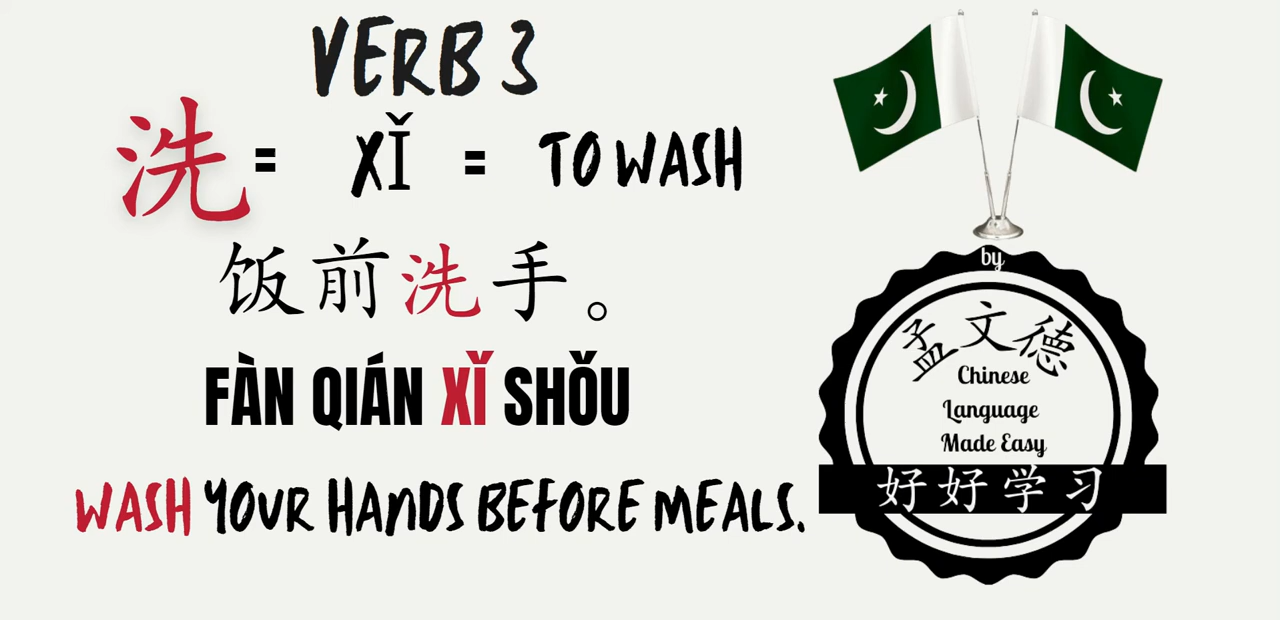 VERB 3
洗 = XǏ = TO WASH
饭前洗手。
FÀN QIÁN XǏ SHǑU
WASH YOUR HANDS BEFORE MEALS.
by
孟文德
Chinese
Language
Made Easy
好好学习